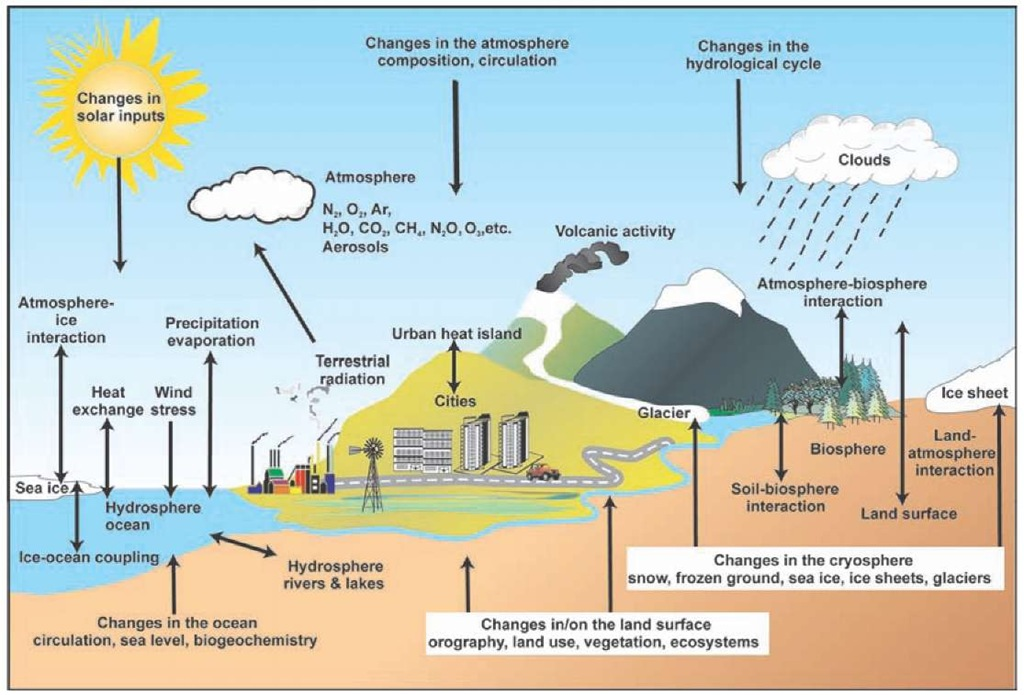 Changes in the atmosphere
composition, circulation
Changes in the
hydrological cycle
Changes in
solar inputs
Clouds
Atmosphere
N₂, O₂, Ar,
H₂O, CO₂, CH₄, N₂O, O₃,etc.
Aerosols
Volcanic activity
Atmosphere-biosphere
interaction
Atmosphere-
ice
interaction
Precipitation
evaporation
Urban heat island
Terrestrial
radiation
Heat
exchange
Wind
stress
Cities
Glacier
Ice sheet
Biosphere
Land-
atmosphere
interaction
Sea ice
Hydrosphere
ocean
Soil-biosphere
interaction
Land surface
Ice-ocean coupling
Hydrosphere
rivers & lakes
Changes in the cryosphere
snow, frozen ground, sea ice, ice sheets, glaciers
Changes in the ocean
circulation, sea level, biogeochemistry
Changes in/on the land surface
orography, land use, vegetation, ecosystems